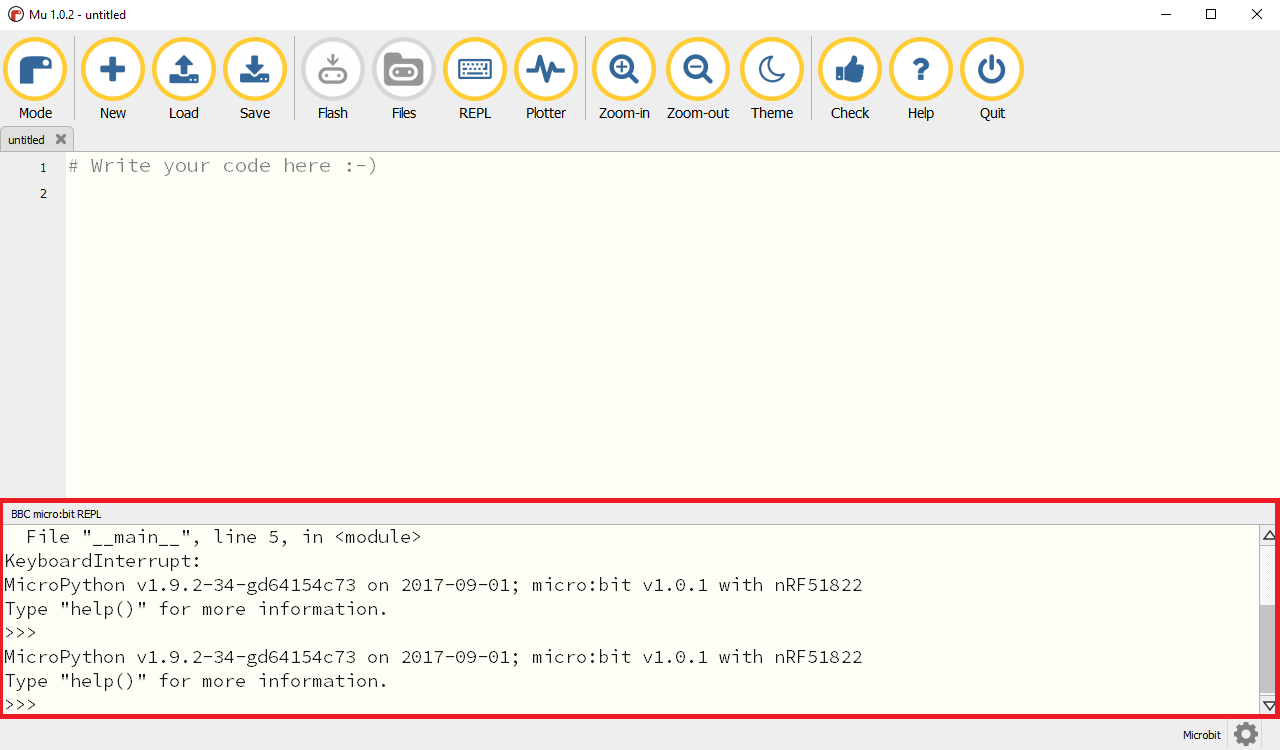 Mu 1.0.2 - untitled
Mode New Load Save Flash Files REPL Plotter Zoom-in Zoom-out Theme Check Help Quit
untitled
1 # Write your code here :-)
2
BBC micro:bit REPL
File "__main__", line 5, in <module>
KeyboardInterrupt:
MicroPython v1.9.2-34-gd64154c73 on 2017-09-01; micro:bit v1.0.1 with nRF51822
Type "help()" for more information.
>>>
MicroPython v1.9.2-34-gd64154c73 on 2017-09-01; micro:bit v1.0.1 with nRF51822
Type "help()" for more information.
>>>
Microbit